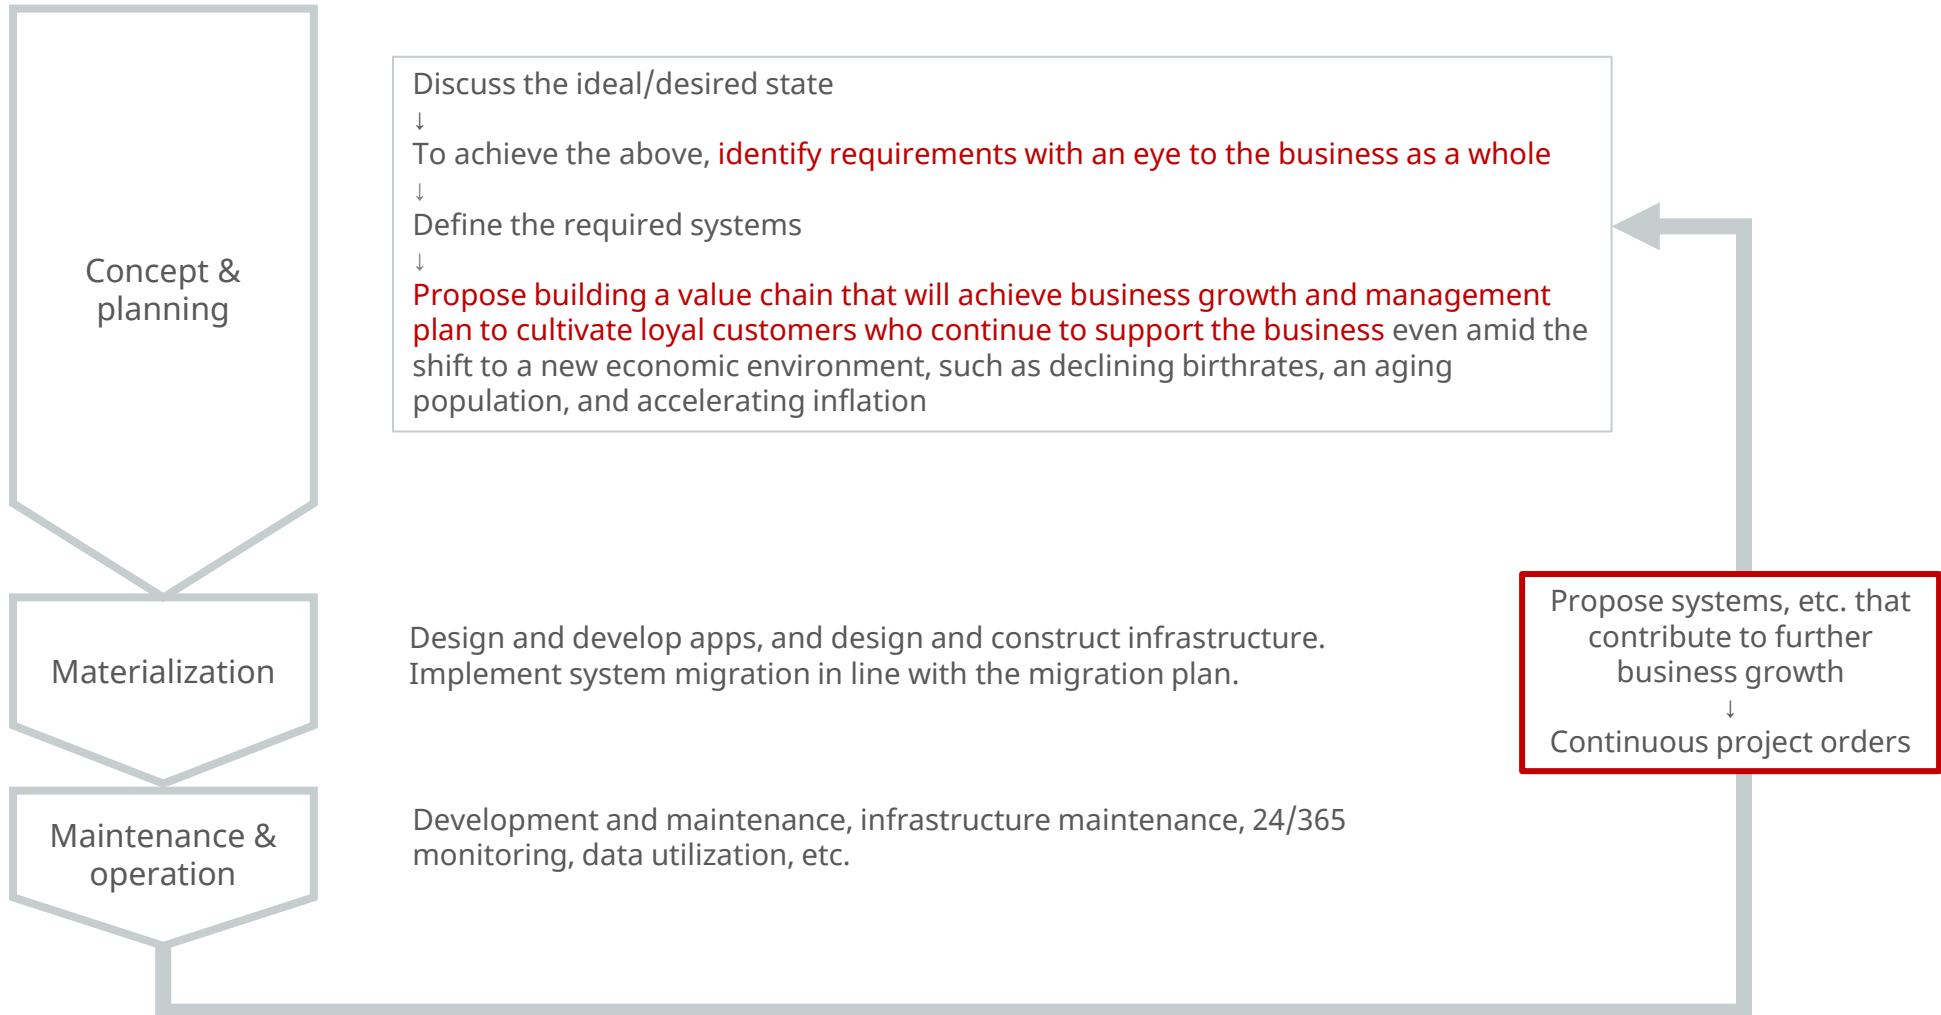 Concept &
planning
Discuss the ideal/desired state
↓
To achieve the above, identify requirements with an eye to the business as a whole
↓
Define the required systems
↓
Propose building a value chain that will achieve business growth and management
plan to cultivate loyal customers who continue to support the business even amid the
shift to a new economic environment, such as declining birthrates, an aging
population, and accelerating inflation
Materialization
Design and develop apps, and design and construct infrastructure.
Implement system migration in line with the migration plan.
Propose systems, etc. that
contribute to further
business growth
↓
Continuous project orders
Maintenance &
operation
Development and maintenance, infrastructure maintenance, 24/365
monitoring, data utilization, etc.